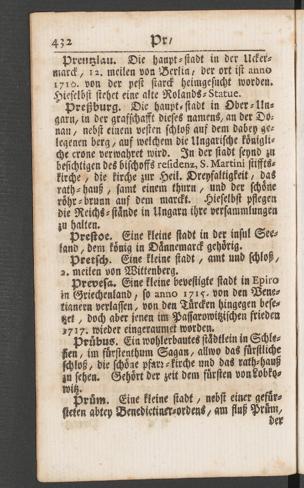 432 Pr/
Prentzlau. Die haupt-stadt in der Ucker-
marck, 12. meilen von Berlin, der ort ist anno
1710. von der pest starck heimgesucht worden.
Hieselbst stehet eine alte Rolands-Statue.
Preßburg. Die haupt-stadt in Ober-Un-
garn, in der grafschafft dieses namens, an der Do-
nau, nebst einem vesten schloß auf dem dabey ge-
legenen berg, auf welchem die Ungarische königli-
che crone verwahret wird. In der stadt seynd zu
besichtigen des bischoffs residenz, S. Martini stiffts-
kirche, die kirche zur Heil. Dreyfaltigkeit, das
rath-hauß, samt einem thurn, und der schöne
röhr-brunn auf dem marckt. Hieselbst pflegen
die Reichs-stände in Ungarn ihre versammlungen
zu halten.
Prestoe. Eine kleine stadt in der insul See-
land, dem könig in Dännemarck gehörig.
Pretsch. Eine kleine stadt, amt und schloß,
2. meilen von Wittenberg.
Prevesa. Eine kleine bevestigte stadt in Epiro
in Griechenland, so anno 1715. von den Vene-
tianern verlassen, von den Türcken hingegen bese-
tzet, doch aber jenen im Passarowitzischen frieden
1717. wieder eingeraumet worden.
Prübus. Ein wohlerbautes städtlein in Schle-
sien, im fürstenthum Sagan, allwo das fürstliche
schloß, die schöne pfarr-kirche und das rath-hauß
zu sehen. Gehört der zeit dem fürsten von Lobko-
witz.
Prüm. Eine kleine stadt, nebst einer gefür-
steten abtey Benedictiner-ordens, am fluß Prüm,
der